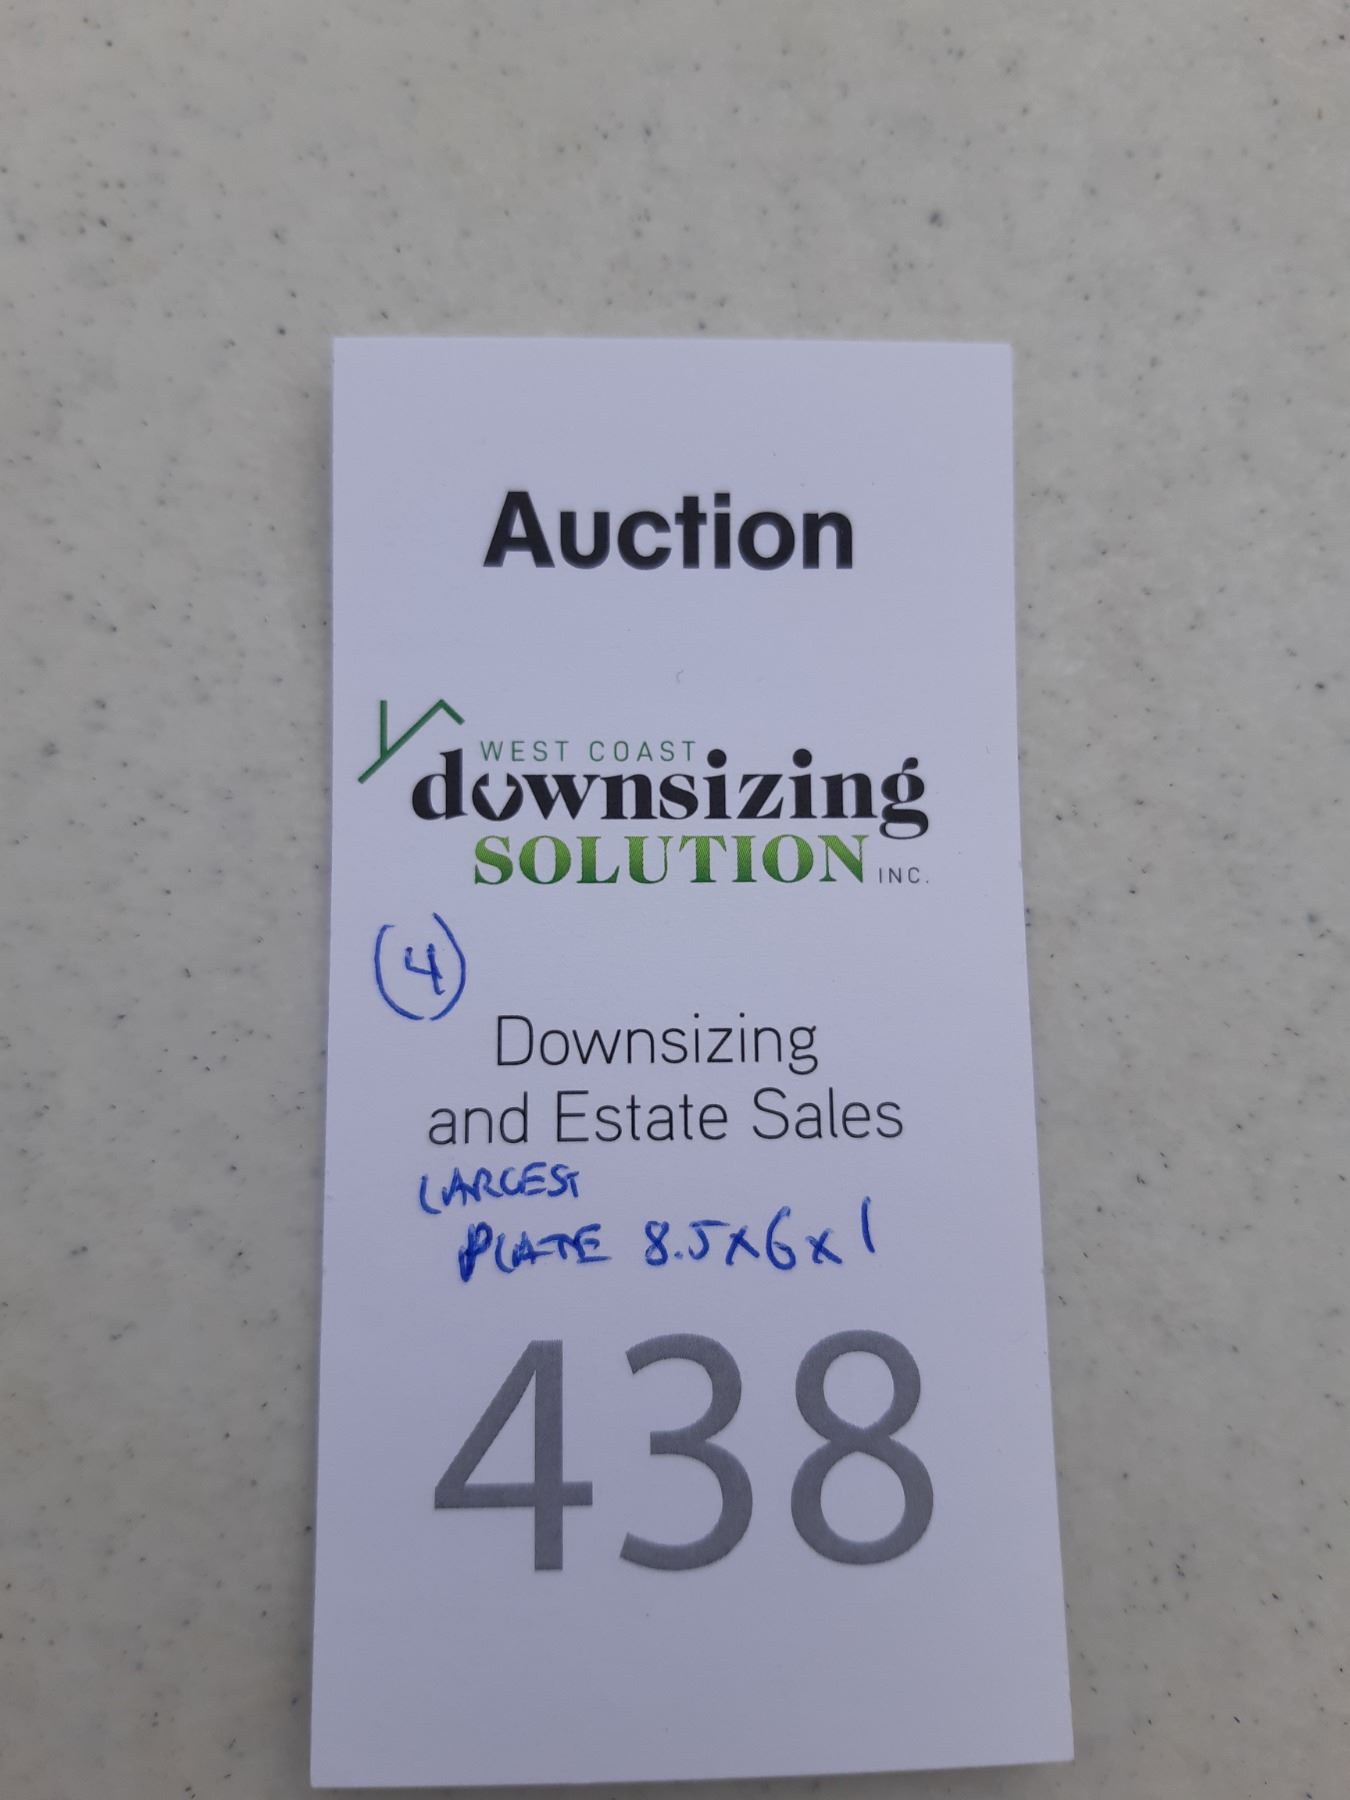 Auction
WEST COAST
downsizing
SOLUTION INC.
(4)
Downsizing
and Estate Sales
LARGEST
PLATE 8.5x6x1
438